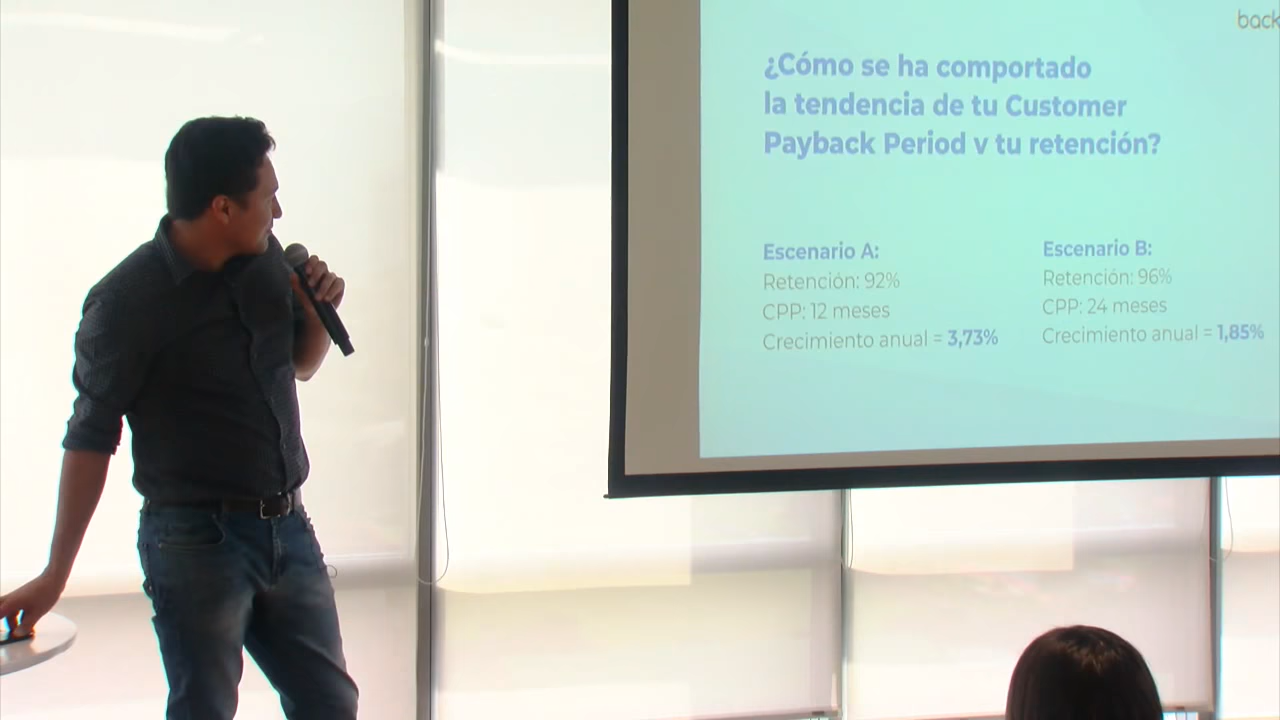 back
¿Cómo se ha comportado
la tendencia de tu Customer
Payback Period y tu retención?
Escenario A:
Retención: 92%
CPP: 12 meses
Crecimiento anual = 3,73%
Escenario B:
Retención: 96%
CPP: 24 meses
Crecimiento anual = 1,85%